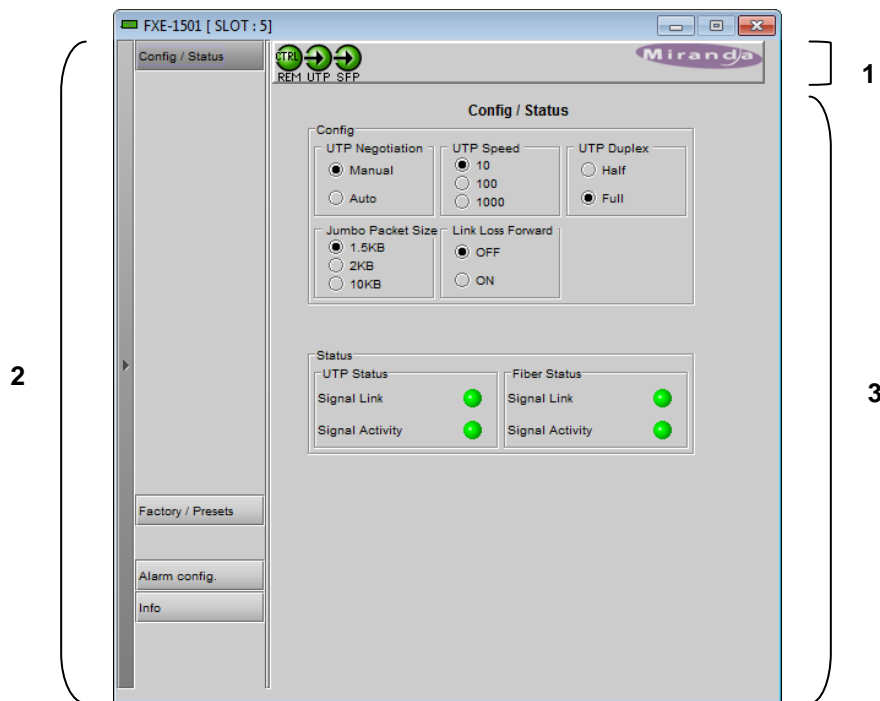 FXE-1501 [ SLOT : 5]
Config / Status
CTRL
REM UTP SFP
Miranda
1
Config / Status
Config
UTP Negotiation UTP Speed UTP Duplex
Manual 10 Half
100
Auto 1000 Full
Jumbo Packet Size Link Loss Forward
1.5KB OFF
2KB
10KB ON
2
3
Status
UTP Status Fiber Status
Signal Link Signal Link
Signal Activity Signal Activity
Factory / Presets
Alarm config.
Info